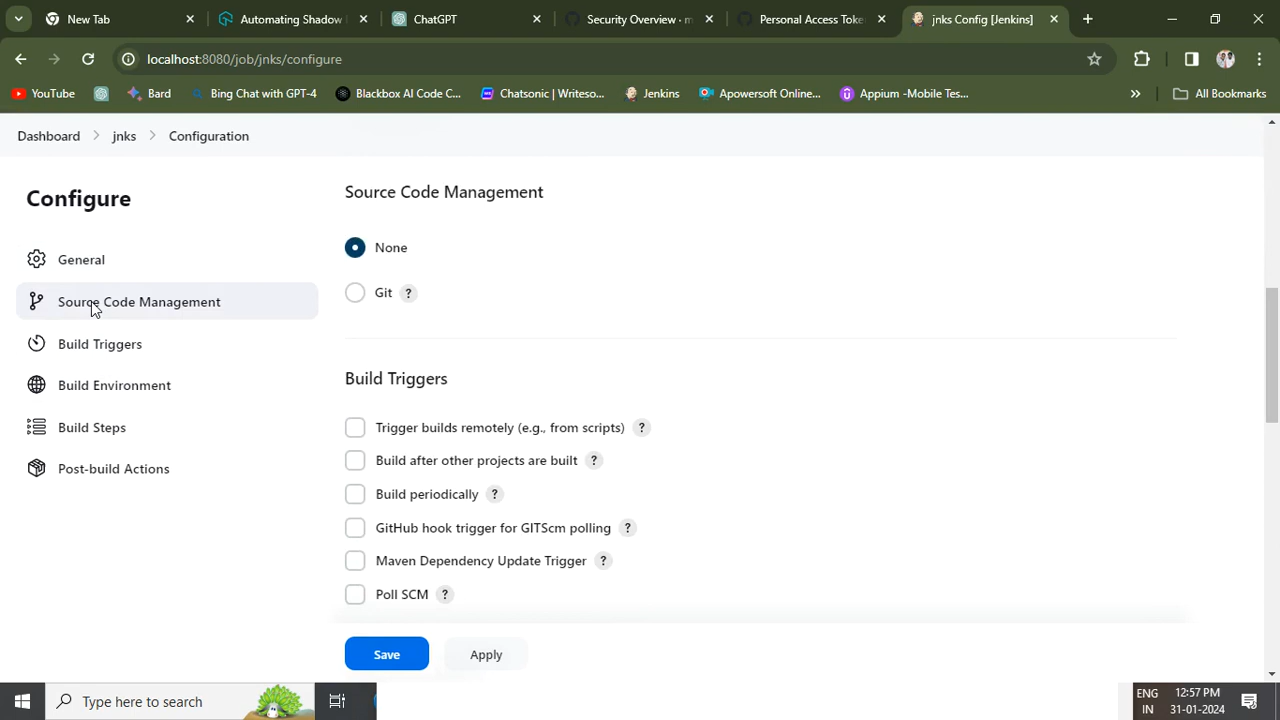 New Tab
Automating Shadow
ChatGPT
Security Overview · m
Personal Access Toke
jnks Config [Jenkins]
localhost:8080/job/jnks/configure
YouTube
Bard
Bing Chat with GPT-4
Blackbox AI Code C...
Chatsonic | Writeso...
Jenkins
Apowersoft Online...
Appium -Mobile Tes...
All Bookmarks
Dashboard
jnks
Configuration
Configure
General
Source Code Management
Build Triggers
Build Environment
Build Steps
Post-build Actions
Source Code Management
None
Git ?
Build Triggers
Trigger builds remotely (e.g., from scripts) ?
Build after other projects are built ?
Build periodically ?
GitHub hook trigger for GITScm polling ?
Maven Dependency Update Trigger ?
Poll SCM ?
Save
Apply
Type here to search
ENG
IN
12:57 PM
31-01-2024